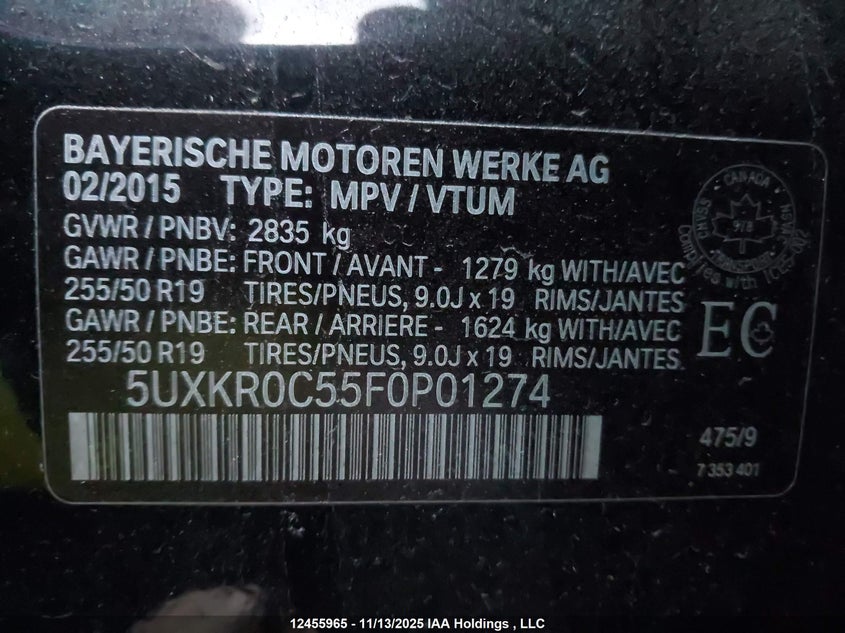 BAYERISCHE MOTOREN WERKE AG
02/2015 TYPE: MPV / VTUM
GVWR / PNBV: 2835 kg
GAWR / PNBE: FRONT / AVANT - 1279 kg WITH/AVEC
255/50 R19 TIRES/PNEUS, 9.0J x 19 RIMS/JANTES
GAWR / PNBE: REAR / ARRIERE - 1624 kg WITH/AVEC
255/50 R19 TIRES/PNEUS, 9.0J x 19 RIMS/JANTES
5UXKR0C55F0P01274
CANADA
978
EC
475/9
7 353 401
12455965 - 11/13/2025 IAA Holdings , LLC